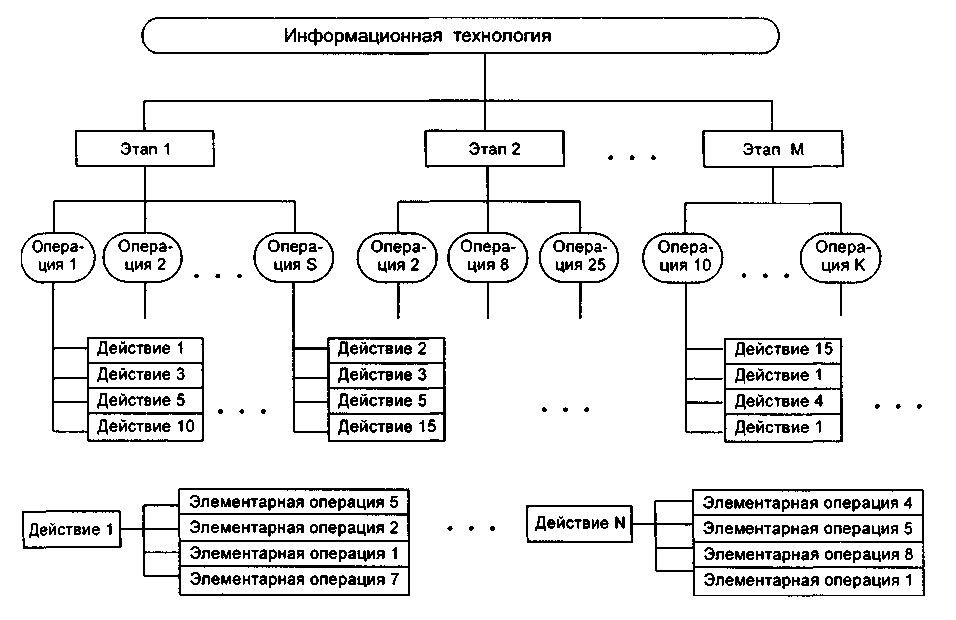 Информационная технология
Этап 1
Этап 2
. . .
Этап M
Опера-
ция 1
Опера-
ция 2
. . .
Опера-
ция S
Опера-
ция 2
Опера-
ция 8
Опера-
ция 25
Опера-
ция 10
. . .
Опера-
ция К
Действие 1
Действие 3
Действие 5
Действие 10
. . .
Действие 2
Действие 3
Действие 5
Действие 15
. . .
Действие 15
Действие 1
Действие 4
Действие 1
. . .
Действие 1
Элементарная операция 5
Элементарная операция 2
Элементарная операция 1
Элементарная операция 7
. . .
Действие N
Элементарная операция 4
Элементарная операция 5
Элементарная операция 8
Элементарная операция 1